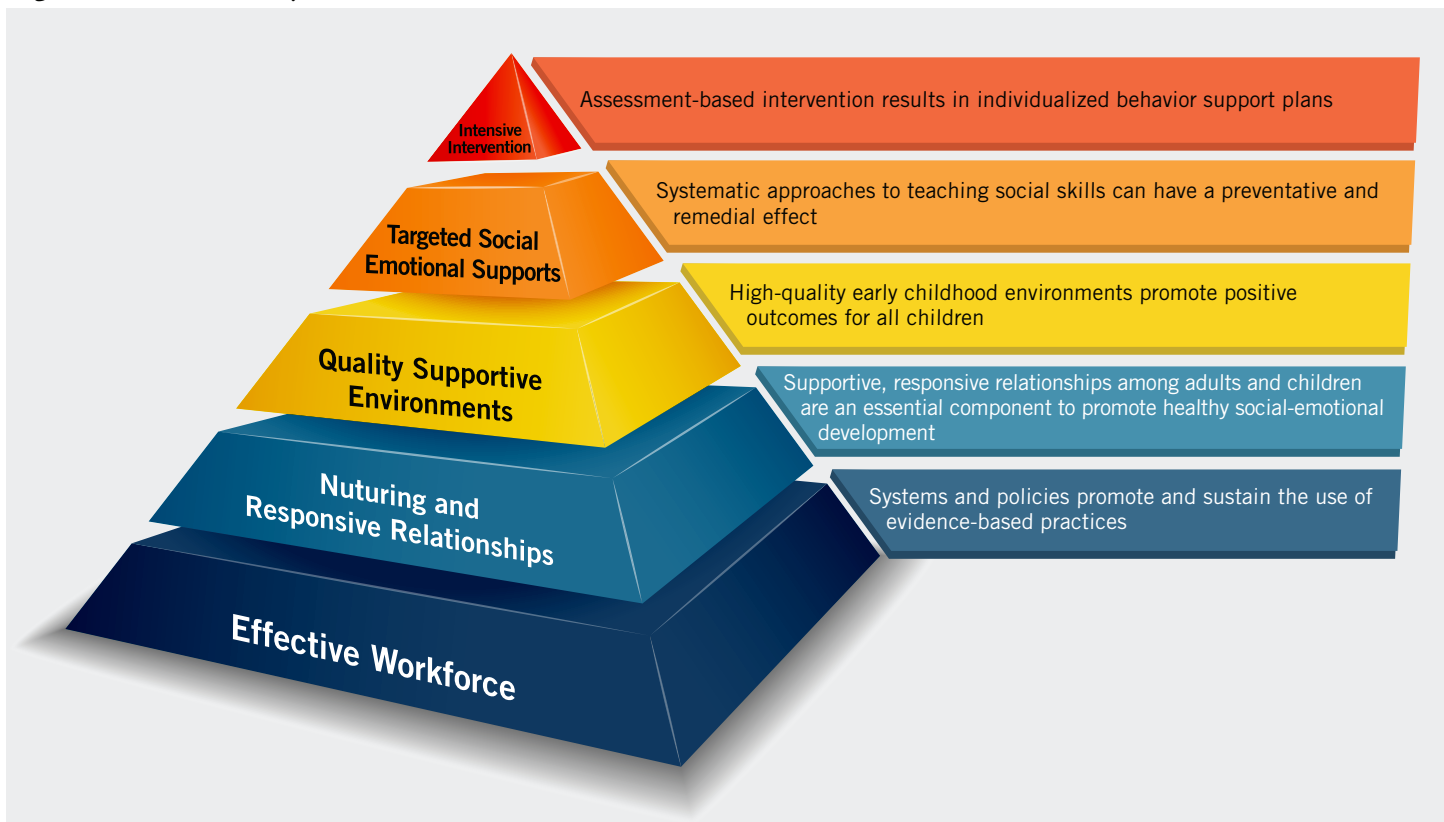 Intensive
Intervention
Assessment-based intervention results in individualized behavior support plans
Targeted Social
Emotional Supports
Systematic approaches to teaching social skills can have a preventative and
remedial effect
Quality Supportive
Environments
High-quality early childhood environments promote positive
outcomes for all children
Nuturing and
Responsive Relationships
Supportive, responsive relationships among adults and children
are an essential component to promote healthy social-emotional
development
Effective Workforce
Systems and policies promote and sustain the use of
evidence-based practices